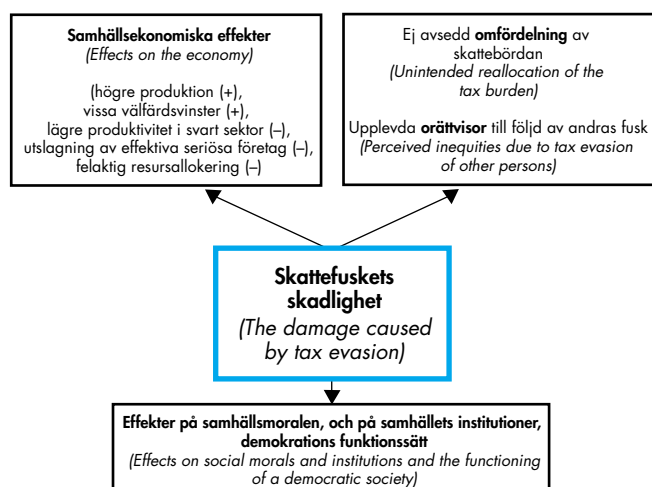 Samhällsekonomiska effekter
(Effects on the economy)
(högre produktion (+),
vissa välfärdsvinster (+),
lägre produktivitet i svart sektor (–),
utslagning av effektiva seriösa företag (–),
felaktig resursallokering (–)
Ej avsedd omfördelning av
skattebördan
(Unintended reallocation of the
tax burden)
Upplevda orättvisor till följd av andras fusk
(Perceived inequities due to tax evasion
of other persons)
Skattefuskets
skadlighet
(The damage caused
by tax evasion)
Effekter på samhällsmoralen, och på samhällets institutioner,
demokratins funktionssätt
(Effects on social morals and institutions and the functioning
of a democratic society)